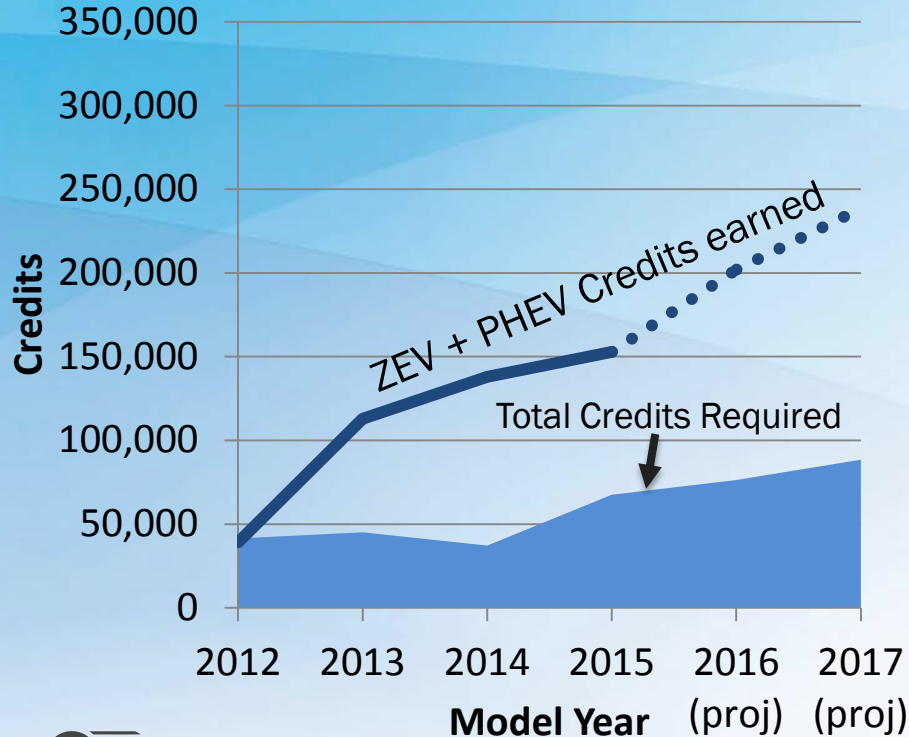 350,000
300,000
250,000
200,000
150,000
100,000
50,000
0
Credits
ZEV + PHEV Credits earned
Total Credits Required
2012 2013 2014 2015 2016 2017
(proj) (proj)
Model Year